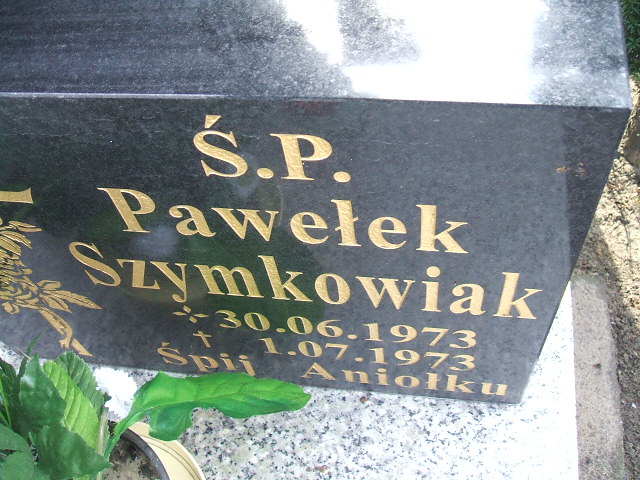 Ś.P.
Pawełek
Szymkowiak
30.06.1973
† 1.07.1973
Śpij Aniołku